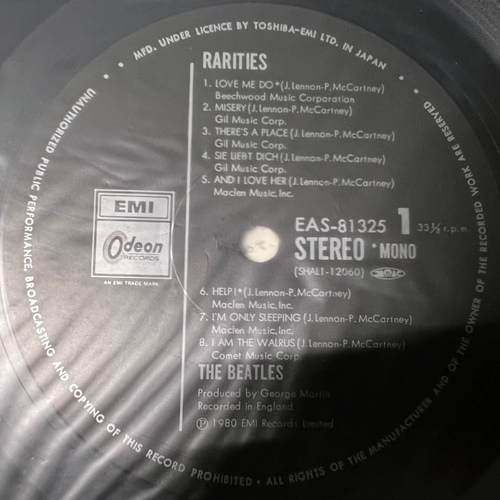 MFD. UNDER LICENCE BY TOSHIBA-EMI LTD. IN JAPAN •
UNAUTHORIZED PUBLIC PERFORMANCE, BROADCASTING AND COPYING OF THIS RECORD PROHIBITED • ALL RIGHTS OF THE MANUFACTURER AND OF THE OWNER OF THE RECORDED WORK ARE RESERVED
RARITIES
1. LOVE ME DO* (J. Lennon-P. McCartney)
Beechwood Music Corporation
2. MISERY (J. Lennon-P. McCartney)
Gil Music Corp.
3. THERE'S A PLACE (J. Lennon-P. McCartney)
Gil Music Corp.
4. SIE LIEBT DICH (J. Lennon-P. McCartney)
Gil Music Corp.
5. AND I LOVE HER (J. Lennon-P. McCartney)
Maclen Music, Inc.
EMI
Odeon
RECORDS
AN EMI TRADE MARK
EAS-81325 1 33⅓ r.p.m.
STEREO *MONO
(SHAL1-12060)
6. HELP!* (J. Lennon-P. McCartney)
Maclen Music, Inc.
7. I'M ONLY SLEEPING (J. Lennon-P. McCartney)
Maclen Music, Inc.
8. I AM THE WALRUS (J. Lennon-P. McCartney)
Comet Music Corp.
THE BEATLES
Produced by George Martin
Recorded in England
℗ 1980 EMI Records Limited